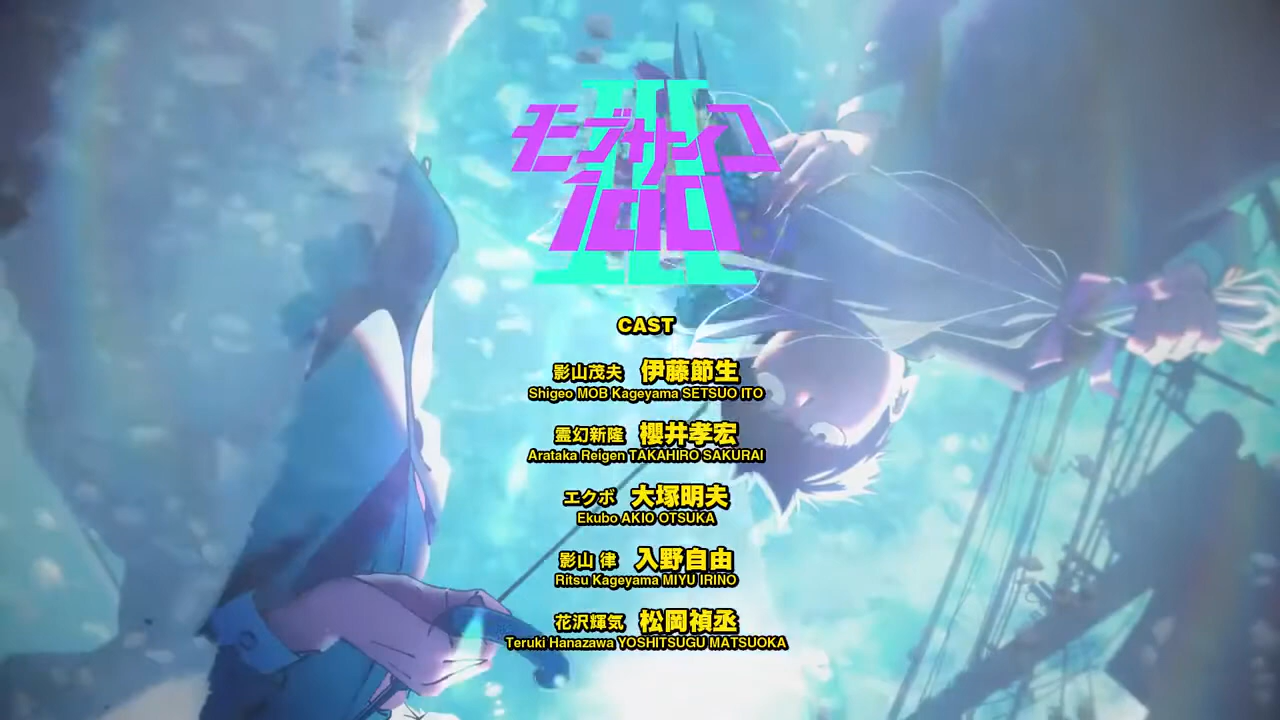 モブサイコ
100
III
CAST
影山茂夫 伊藤節生
Shigeo MOB Kageyama SETSUO ITO
霊幻新隆 櫻井孝宏
Arataka Reigen TAKAHIRO SAKURAI
エクボ 大塚明夫
Ekubo AKIO OTSUKA
影山 律 入野自由
Ritsu Kageyama MIYU IRINO
花沢輝気 松岡禎丞
Teruki Hanazawa YOSHITSUGU MATSUOKA